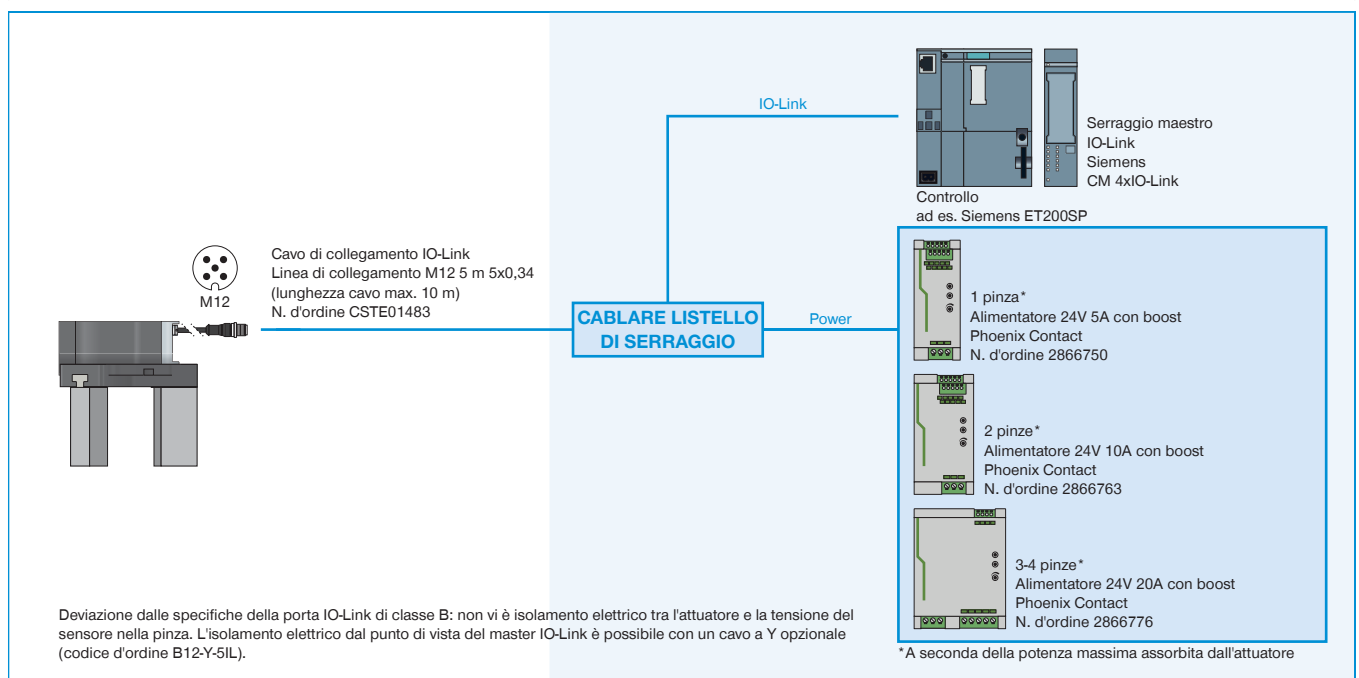 IO-Link
Serraggio maestro
IO-Link
Siemens
CM 4xIO-Link
Controllo
ad es. Siemens ET200SP
M12
Cavo di collegamento IO-Link
Linea di collegamento M12 5 m 5x0,34
(lunghezza cavo max. 10 m)
N. d'ordine CSTE01483
CABLARE LISTELLO
DI SERRAGGIO
Power
1 pinza*
Alimentatore 24V 5A con boost
Phoenix Contact
N. d'ordine 2866750
2 pinze*
Alimentatore 24V 10A con boost
Phoenix Contact
N. d'ordine 2866763
3-4 pinze*
Alimentatore 24V 20A con boost
Phoenix Contact
N. d'ordine 2866776
*A seconda della potenza massima assorbita dall'attuatore
Deviazione dalle specifiche della porta IO-Link di classe B: non vi è isolamento elettrico tra l'attuatore e la tensione del
sensore nella pinza. L'isolamento elettrico dal punto di vista del master IO-Link è possibile con un cavo a Y opzionale
(codice d'ordine B12-Y-5IL).